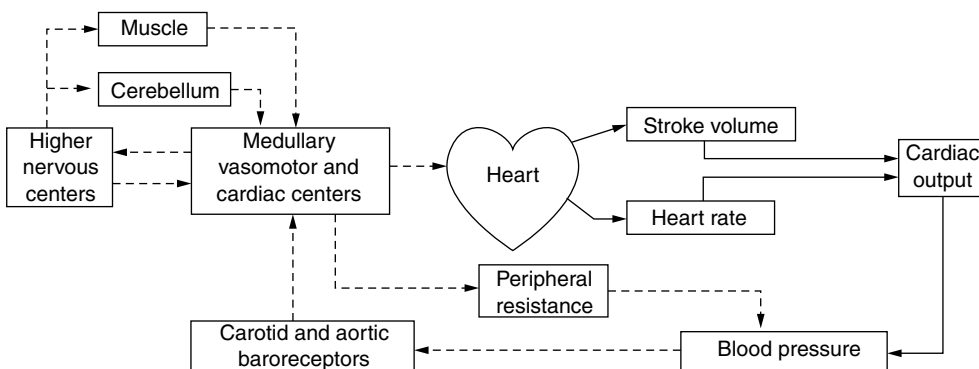 Muscle
Cerebellum
Higher
nervous
centers
Medullary
vasomotor and
cardiac centers
Heart
Stroke volume
Heart rate
Cardiac
output
Peripheral
resistance
Carotid and aortic
baroreceptors
Blood pressure